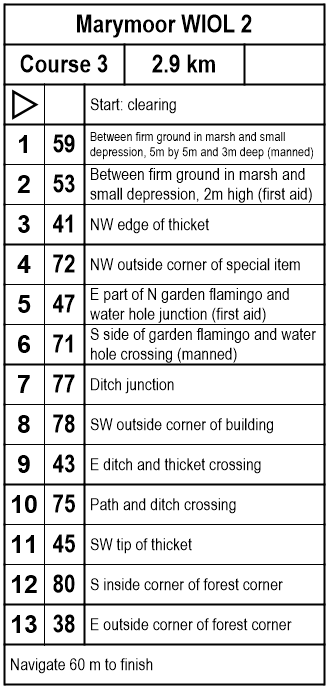 Marymoor WIOL 2
Course 3 2.9 km
Start: clearing
1 59 Between firm ground in marsh and small
depression, 5m by 5m and 3m deep (manned)
2 53 Between firm ground in marsh and
small depression, 2m high (first aid)
3 41 NW edge of thicket
4 72 NW outside corner of special item
5 47 E part of N garden flamingo and
water hole junction (first aid)
6 71 S side of garden flamingo and water
hole crossing (manned)
7 77 Ditch junction
8 78 SW outside corner of building
9 43 E ditch and thicket crossing
10 75 Path and ditch crossing
11 45 SW tip of thicket
12 80 S inside corner of forest corner
13 38 E outside corner of forest corner
Navigate 60 m to finish